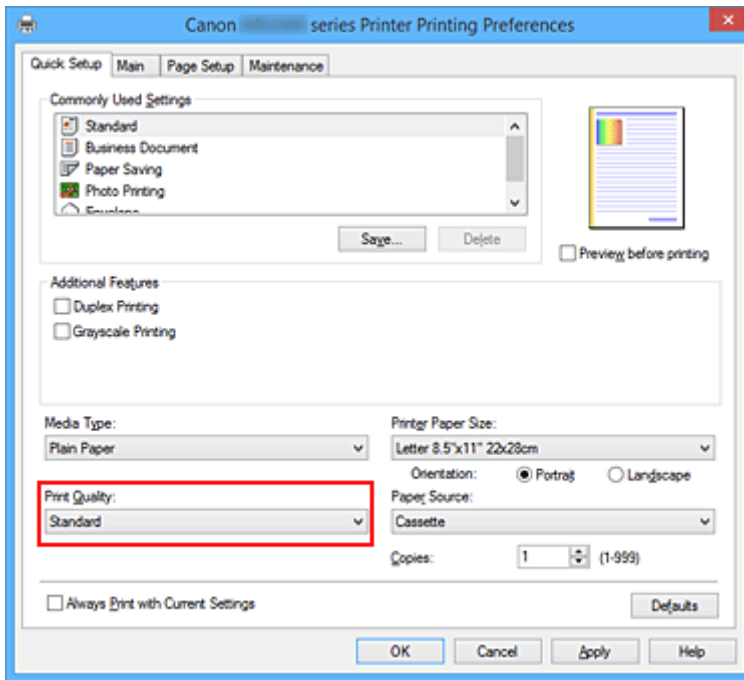 Canon series Printer Printing Preferences
Quick Setup Main Page Setup Maintenance
Commonly Used Settings
Standard
Business Document
Paper Saving
Photo Printing
Envelope
Save... Delete
Preview before printing
Additional Features
Duplex Printing
Grayscale Printing
Media Type:
Plain Paper
Printer Paper Size:
Letter 8.5"x11" 22x28cm
Orientation: Portrait Landscape
Print Quality:
Standard
Paper Source:
Cassette
Copies: 1 (1-999)
Always Print with Current Settings
Defaults
OK Cancel Apply Help